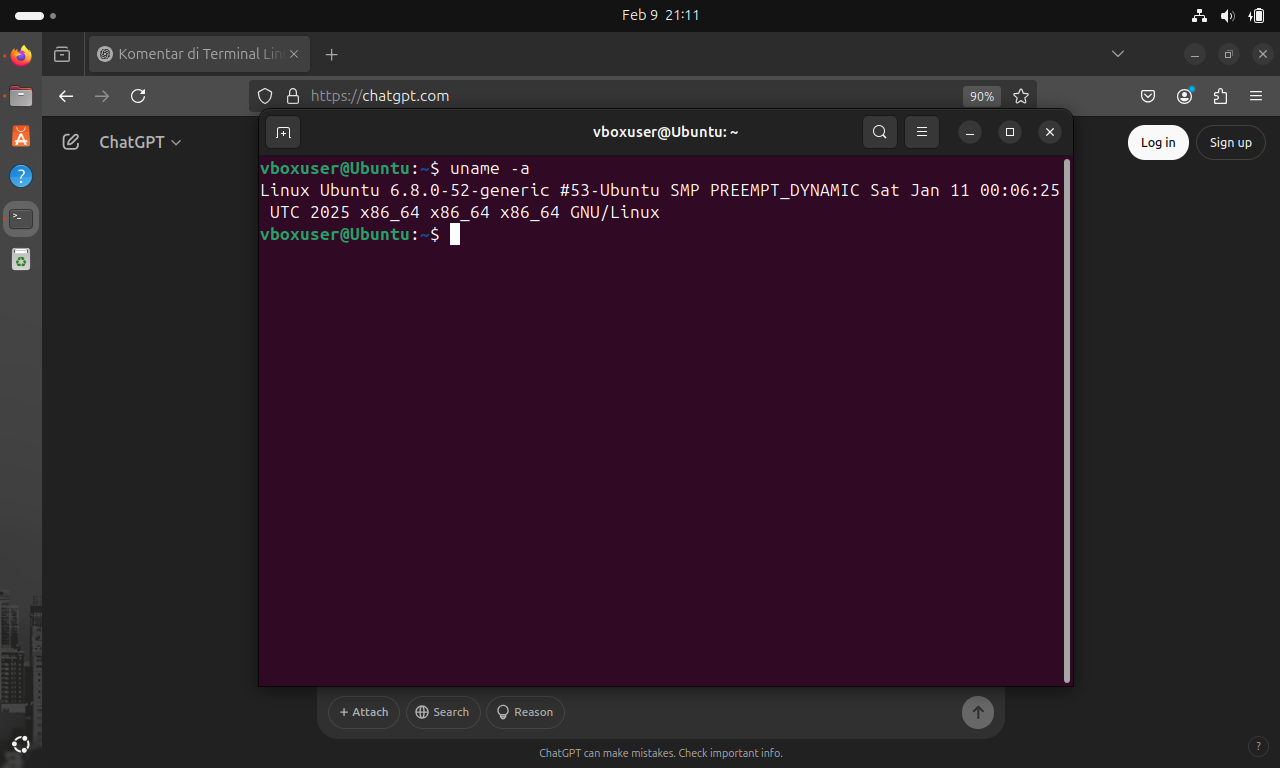 Feb 9 21:11
Komentar di Terminal Lin
https://chatgpt.com
90%
ChatGPT
Log in
Sign up
vboxuser@Ubuntu: ~
vboxuser@Ubuntu:~$ uname -a
Linux Ubuntu 6.8.0-52-generic #53-Ubuntu SMP PREEMPT_DYNAMIC Sat Jan 11 00:06:25
 UTC 2025 x86_64 x86_64 x86_64 GNU/Linux
vboxuser@Ubuntu:~$
+ Attach
Search
Reason
ChatGPT can make mistakes. Check important info.
?